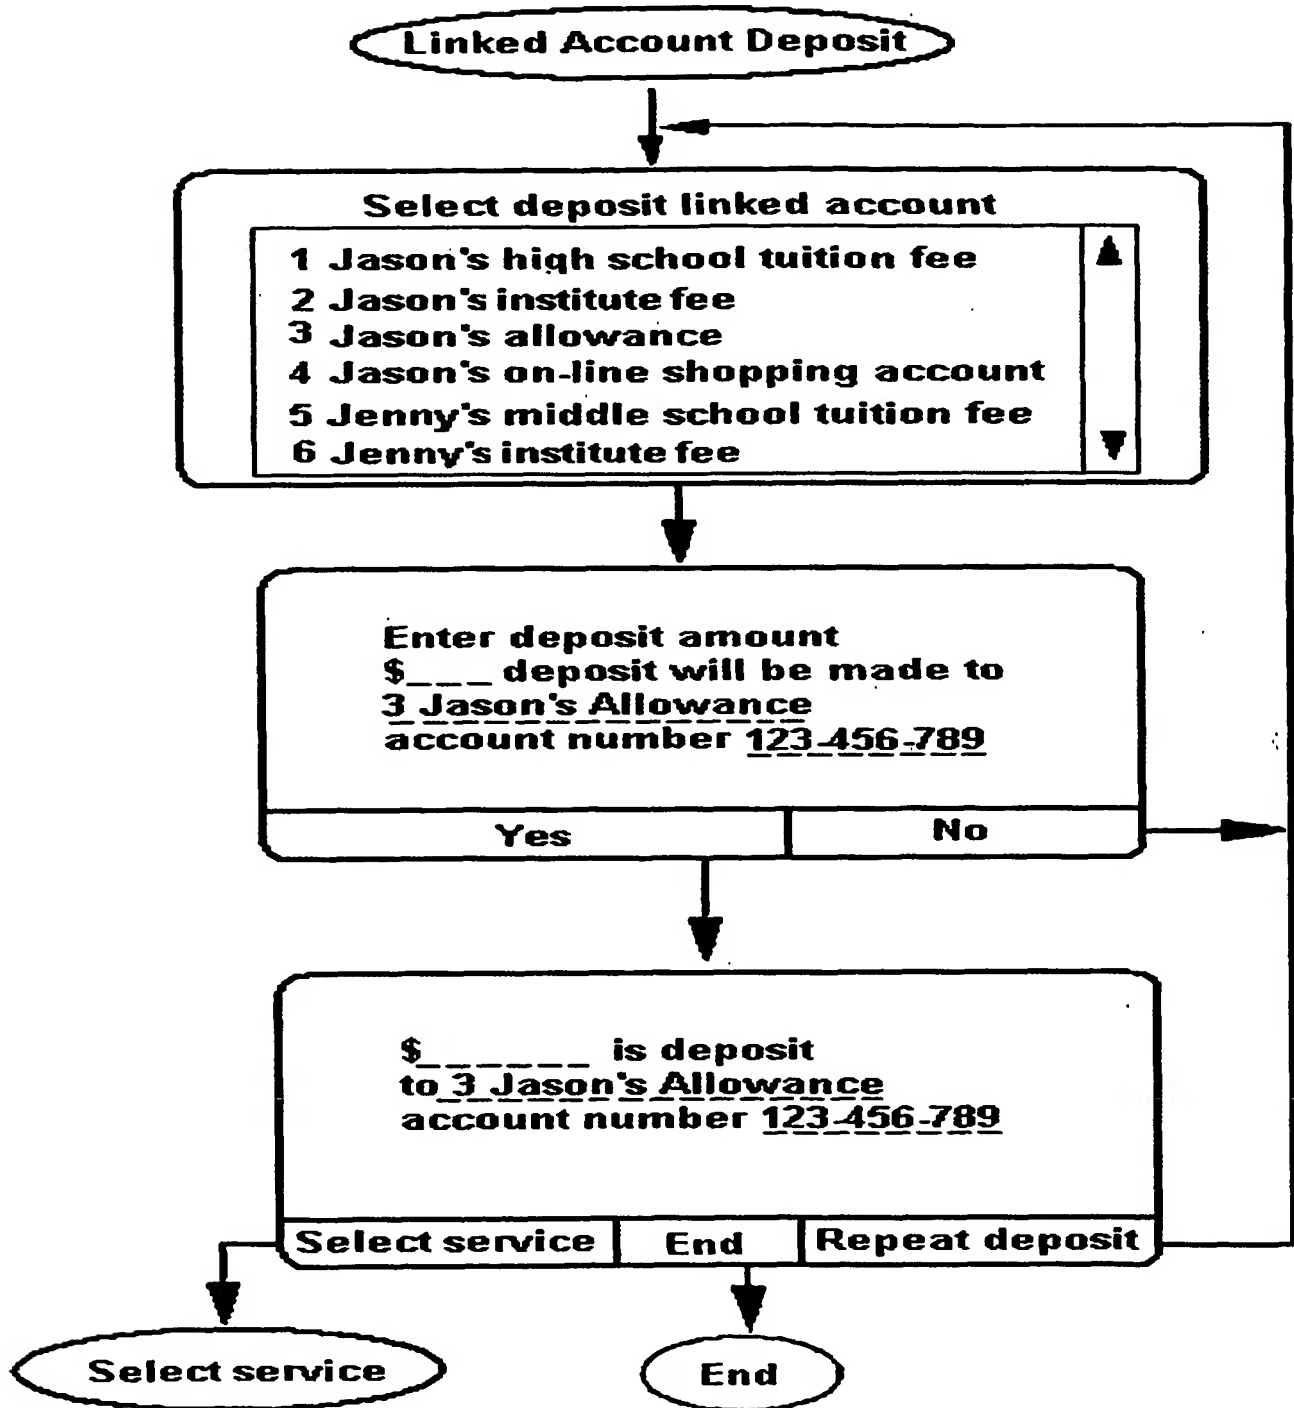 Linked Account Deposit
Select deposit linked account
1 Jason's high school tuition fee
2 Jason's institute fee
3 Jason's allowance
4 Jason's on-line shopping account
5 Jenny's middle school tuition fee
6 Jenny's institute fee
Enter deposit amount
$___ deposit will be made to
3 Jason's Allowance
account number 123-456-789
Yes No
$______ is deposit
to 3 Jason's Allowance
account number 123-456-789
Select service End Repeat deposit
Select service End